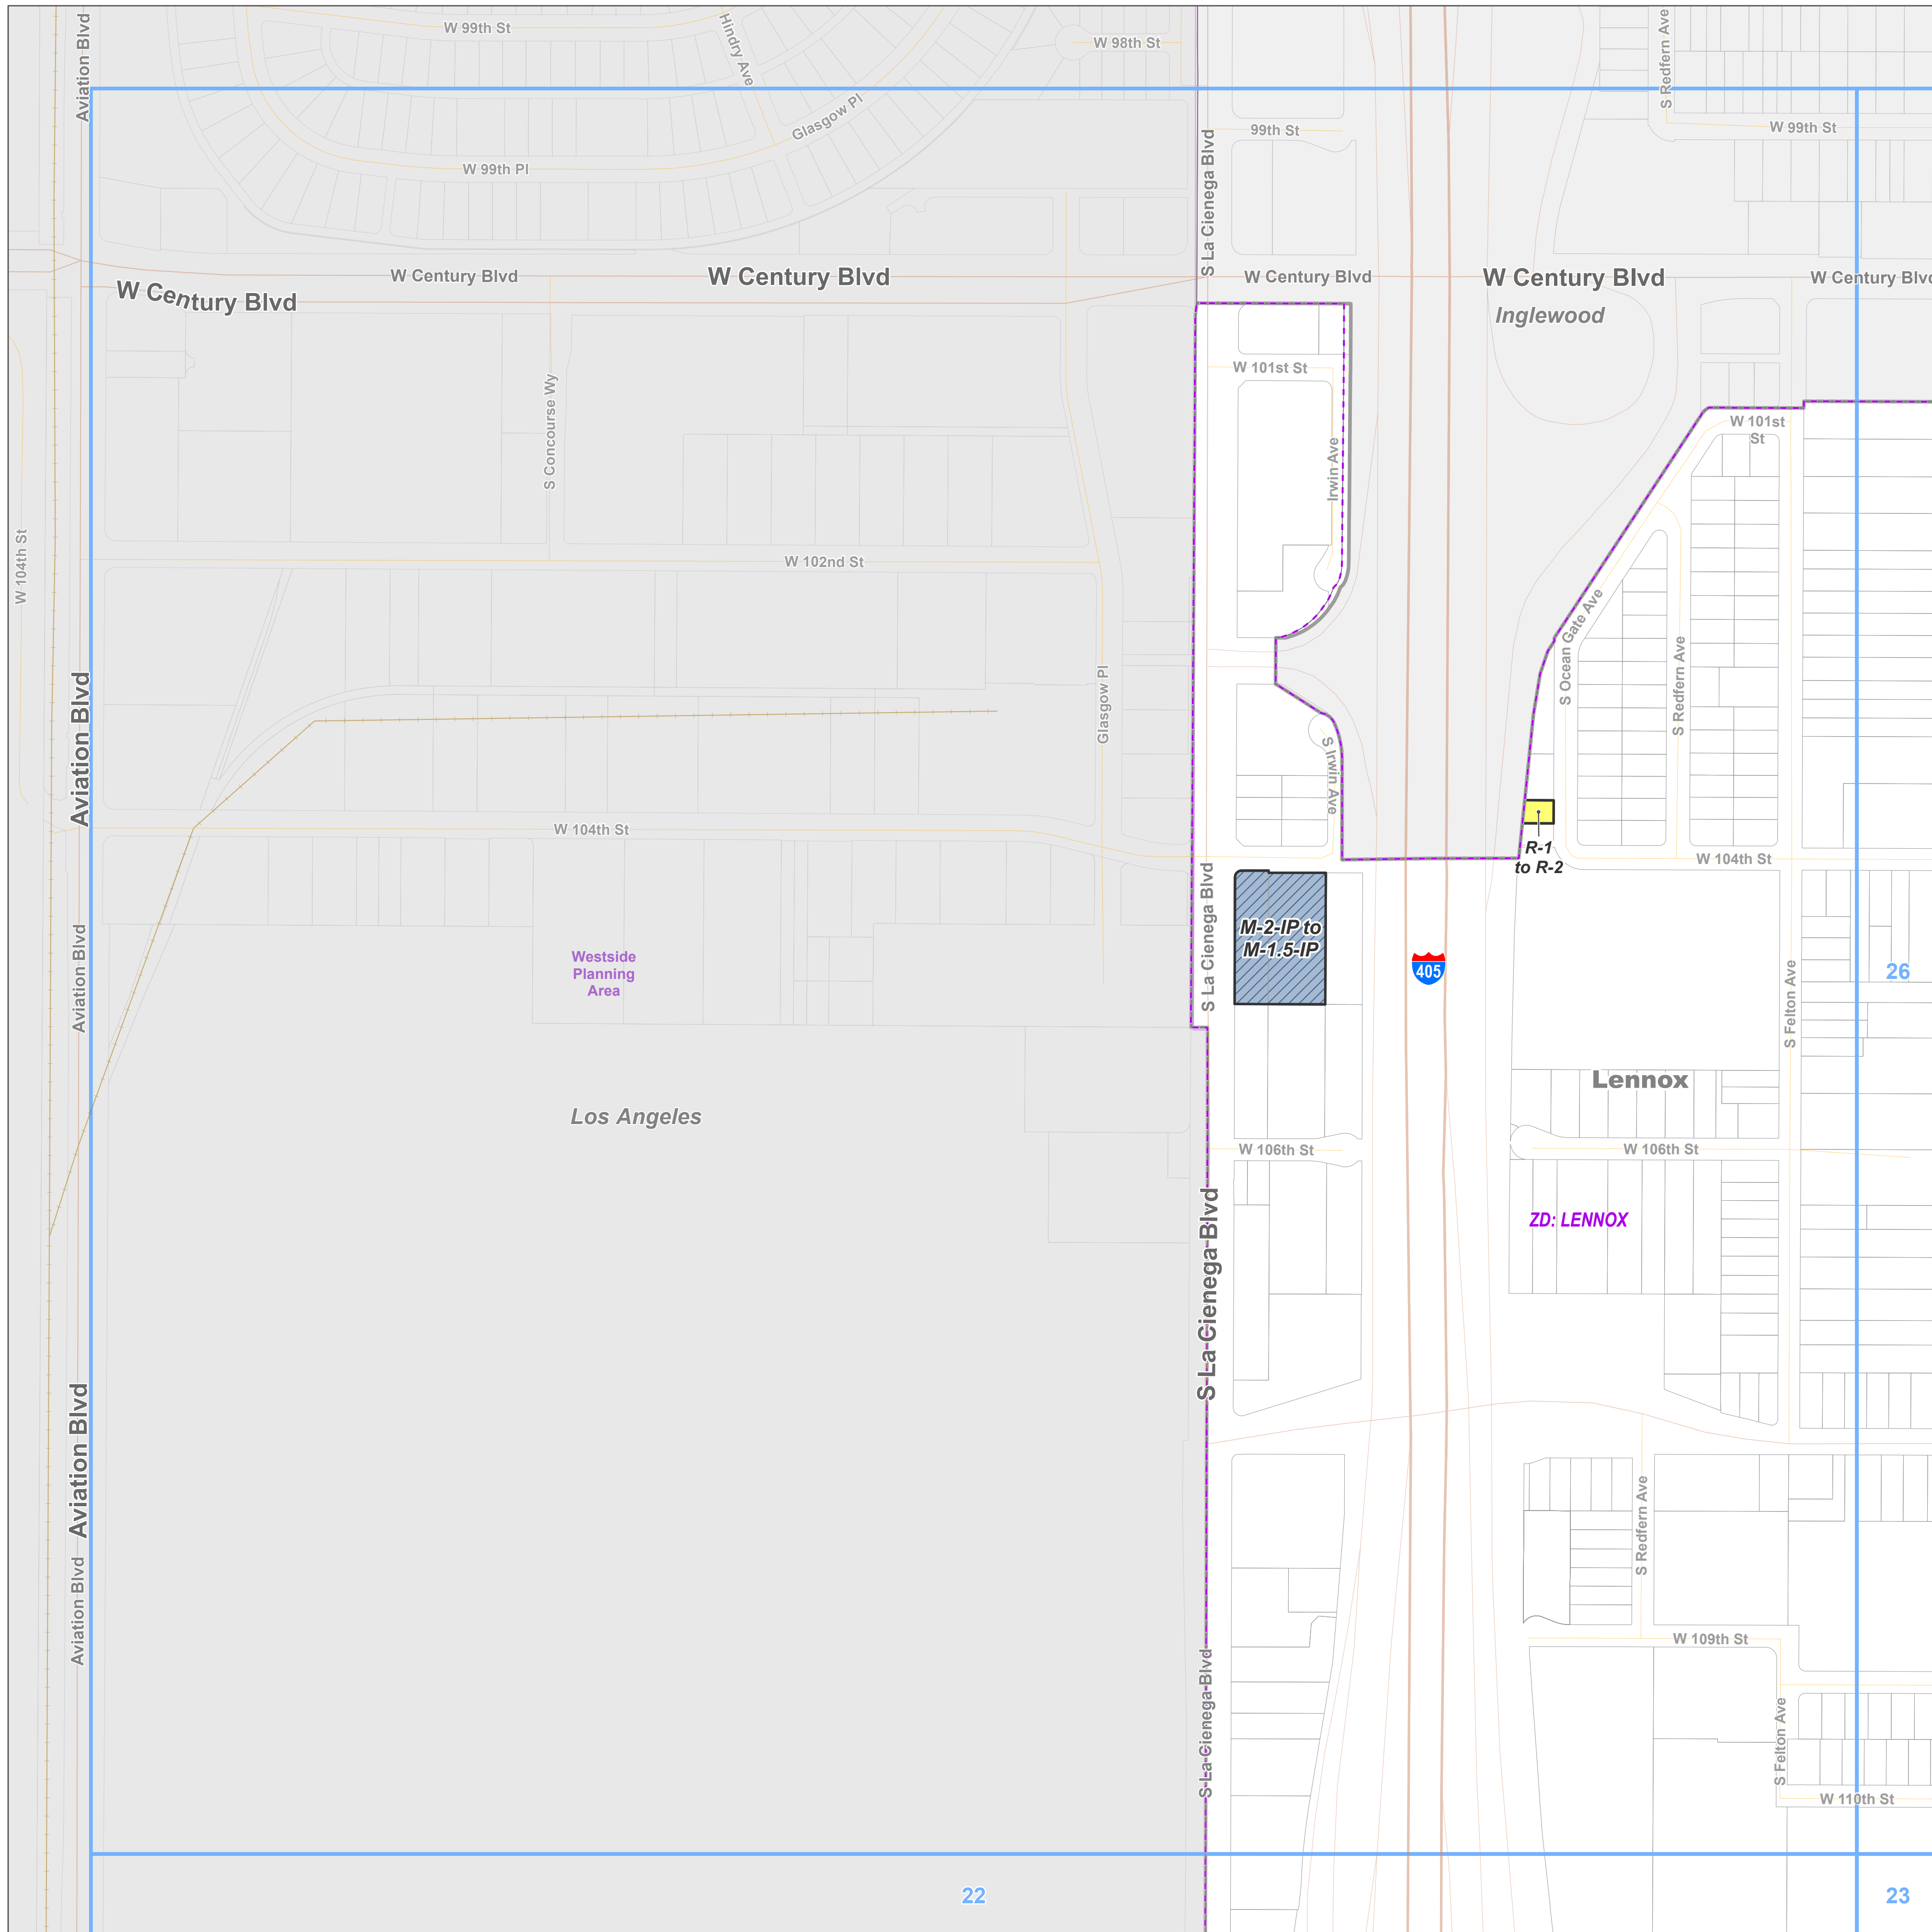 W 99th St
Hindry Ave
W 98th St
Aviation Blvd
S Redfern Ave
Glasgow Pl
99th St
W 99th St
W 99th Pl
S La Cienega Blvd
W Century Blvd
W Century Blvd
W Century Blvd
W Century Blvd
W Century Blvd
W Century Blvd
Inglewood
W 101st St
W 101st
St
S Concourse Wy
Irwin Ave
W 104th St
W 102nd St
S Ocean Gate Ave
S Redfern Ave
Glasgow Pl
Aviation Blvd
S Irwin Ave
W 104th St
R-1
to R-2
W 104th St
S La Cienega Blvd
M-2-IP to
M-1.5-IP
Westside
Planning
Area
Aviation Blvd
405
26
S Felton Ave
Lennox
Los Angeles
W 106th St
W 106th St
ZD: LENNOX
S La Cienega Blvd
Aviation Blvd
S Redfern Ave
Aviation Blvd
W 109th St
S La Cienega Blvd
S Felton Ave
W 110th St
22
23